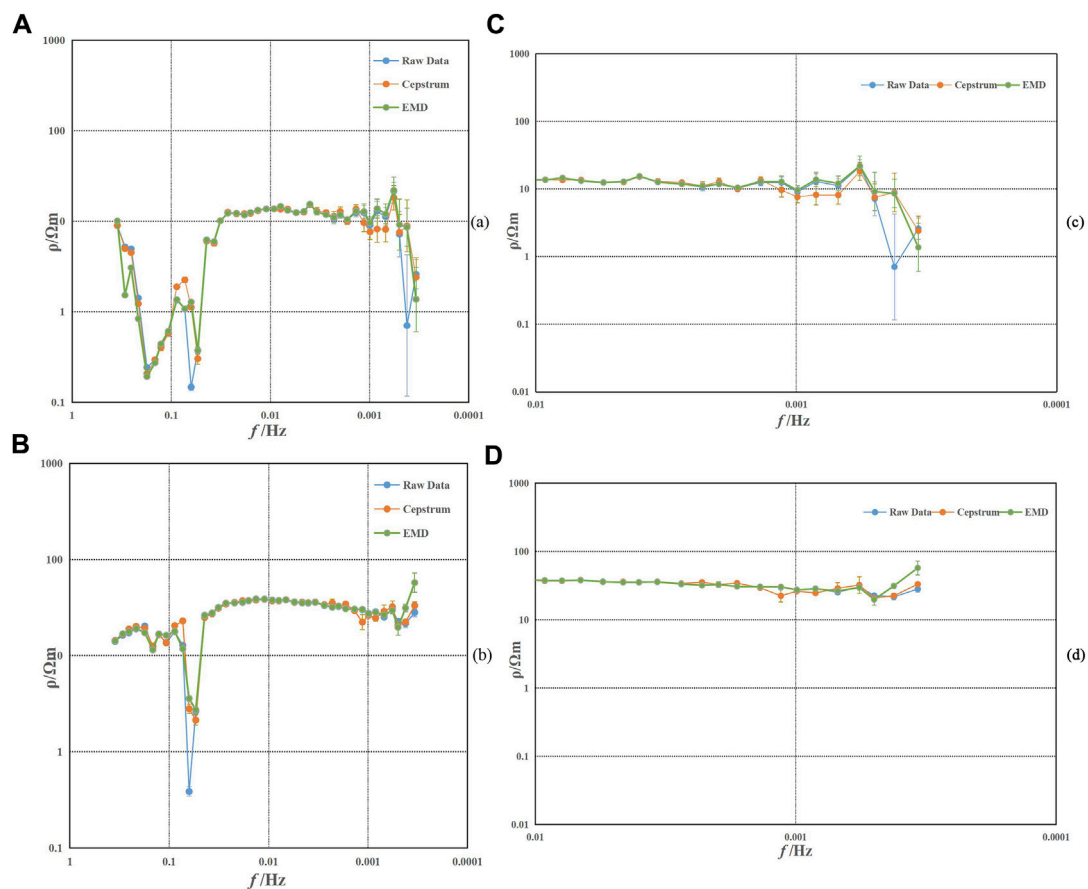 A
1000
100
10
1
0.1
ρ/Ωm
1
0.1
0.01
0.001
0.0001
f/Hz
Raw Data
Cepstrum
EMD
(a)
C
1000
100
10
1
0.1
0.01
ρ/Ωm
0.01
0.001
0.0001
f/Hz
Raw Data Cepstrum EMD
(c)
B
1000
100
10
1
0.1
ρ/Ωm
1
0.1
0.01
0.001
0.0001
f/Hz
Raw Data
Cepstrum
EMD
(b)
D
1000
100
10
1
0.1
0.01
ρ/Ωm
0.01
0.001
0.0001
f/Hz
Raw Data Cepstrum EMD
(d)